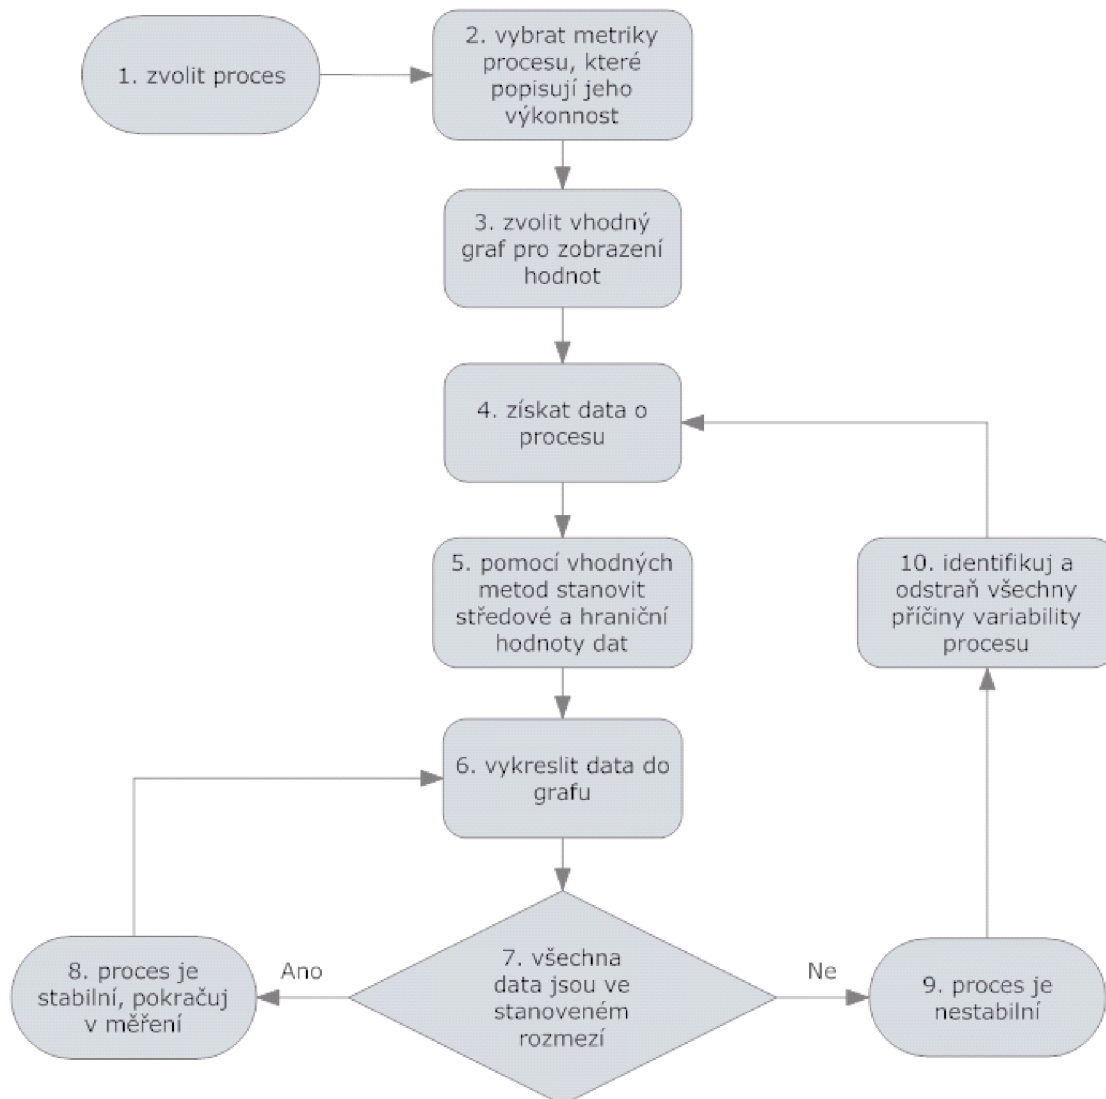 1. zvolit proces
2. vybrat metriky
procesu, které
popisují jeho
výkonnost
3. zvolit vhodný
graf pro zobrazení
hodnot
4. získat data o
procesu
5. pomocí vhodných
metod stanovit
středové a hraniční
hodnoty dat
10. identifikuj a
odstraň všechny
příčiny variability
procesu
6. vykreslit data do
grafu
7. všechna
data jsou ve
stanoveném
rozmezí
Ano
8. proces je
stabilní, pokračuj
v měření
Ne
9. proces je
nestabilní